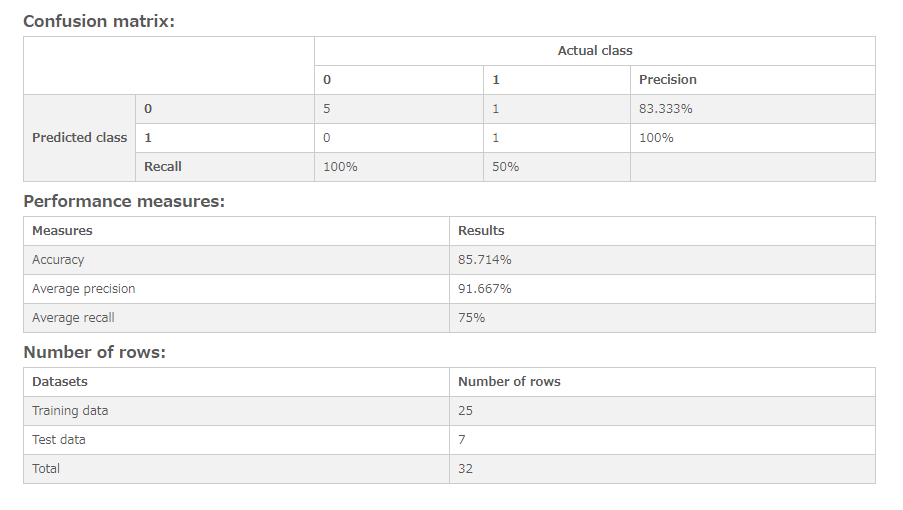 Confusion matrix:
Actual class
0 1 Precision
Predicted class 0 5 1 83.333%
1 0 1 100%
Recall 100% 50%
Performance measures:
Measures Results
Accuracy 85.714%
Average precision 91.667%
Average recall 75%
Number of rows:
Datasets Number of rows
Training data 25
Test data 7
Total 32